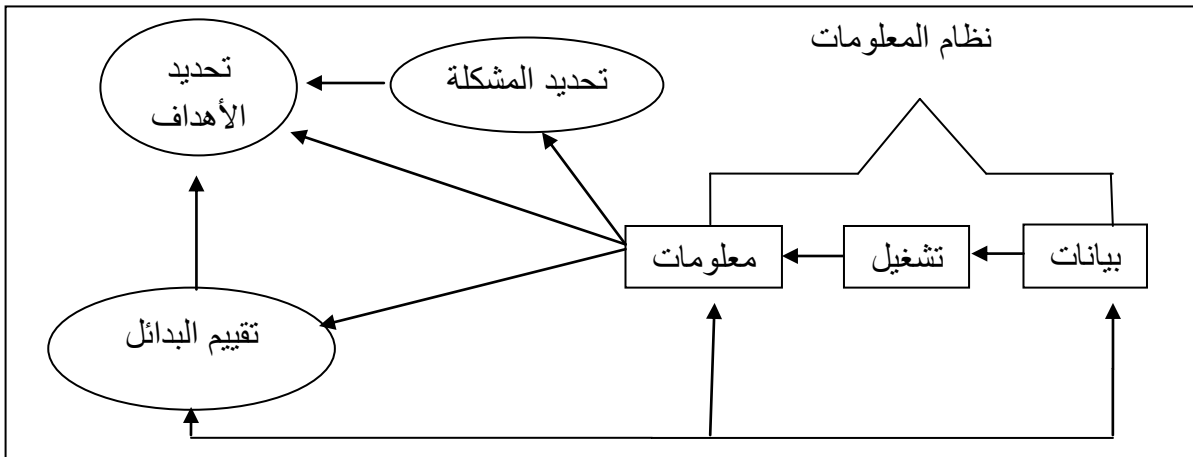 نظام المعلومات
تحديد المشكلة
تحديد
الأهداف
بيانات
تشغيل
معلومات
تقييم البدائل